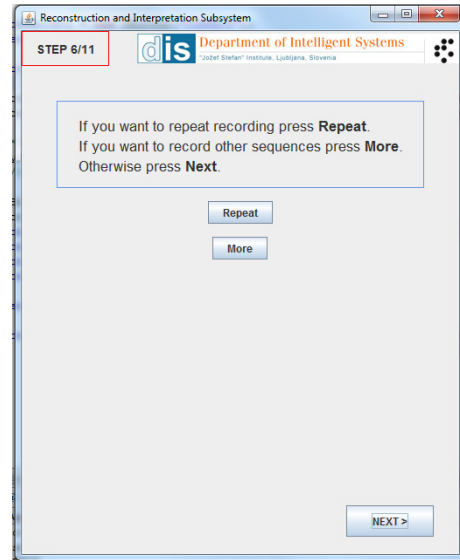 Reconstruction and Interpretation Subsystem
STEP 6/11
dis
Department of Intelligent Systems
"Jožef Stefan" Institute, Ljubljana, Slovenia
If you want to repeat recording press Repeat.
If you want to record other sequences press More.
Otherwise press Next.
Repeat
More
NEXT >